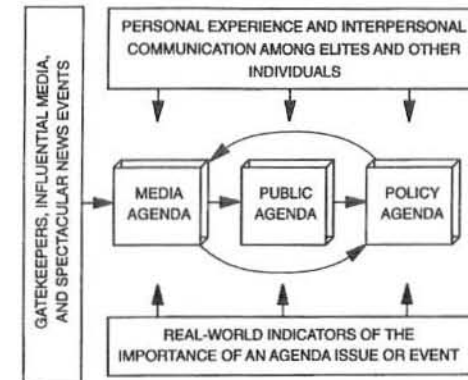 GATEKEEPERS, INFLUENTIAL MEDIA,
AND SPECTACULAR NEWS EVENTS
PERSONAL EXPERIENCE AND INTERPERSONAL
COMMUNICATION AMONG ELITES AND OTHER
INDIVIDUALS
MEDIA
AGENDA
PUBLIC
AGENDA
POLICY
AGENDA
REAL-WORLD INDICATORS OF THE
IMPORTANCE OF AN AGENDA ISSUE OR EVENT